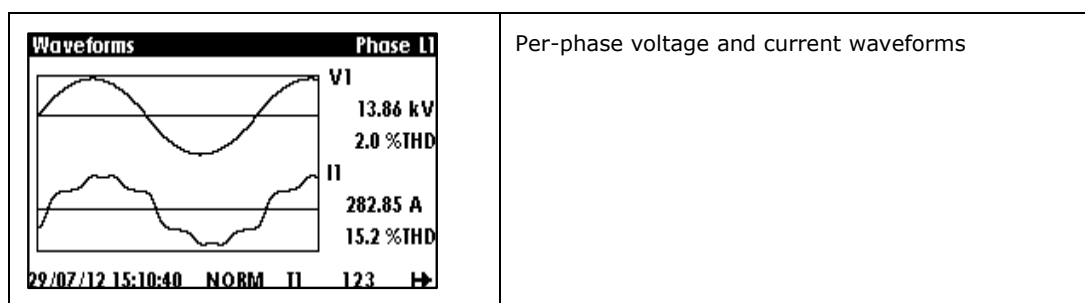 Waveforms Phase L1
V1
13.86 kV
2.0 %THD
I1
282.85 A
15.2 %THD
29/07/12 15:10:40 NORM T1 123
Per-phase voltage and current waveforms